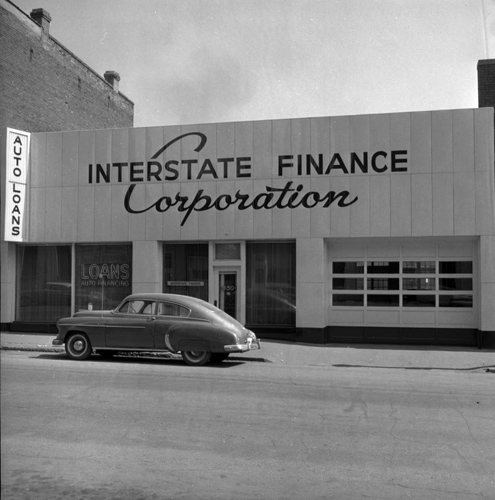 INTERSTATE FINANCE
Corporation
AUTO LOANS
LOANS
AUTO FINANCING